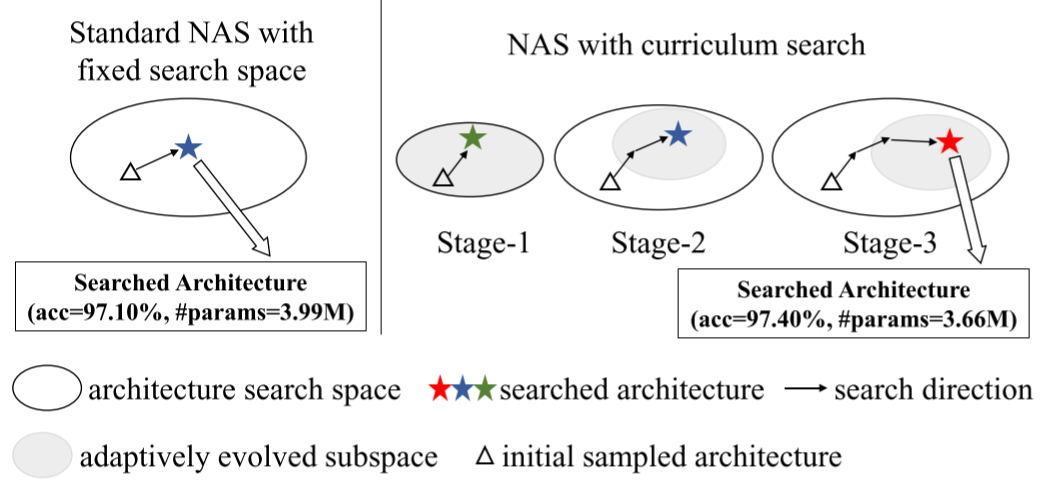 Standard NAS with
fixed search space
Searched Architecture
(acc=97.10%, #params=3.99M)
NAS with curriculum search
Stage-1
Stage-2
Stage-3
Searched Architecture
(acc=97.40%, #params=3.66M)
architecture search space
searched architecture
search direction
adaptively evolved subspace
initial sampled architecture